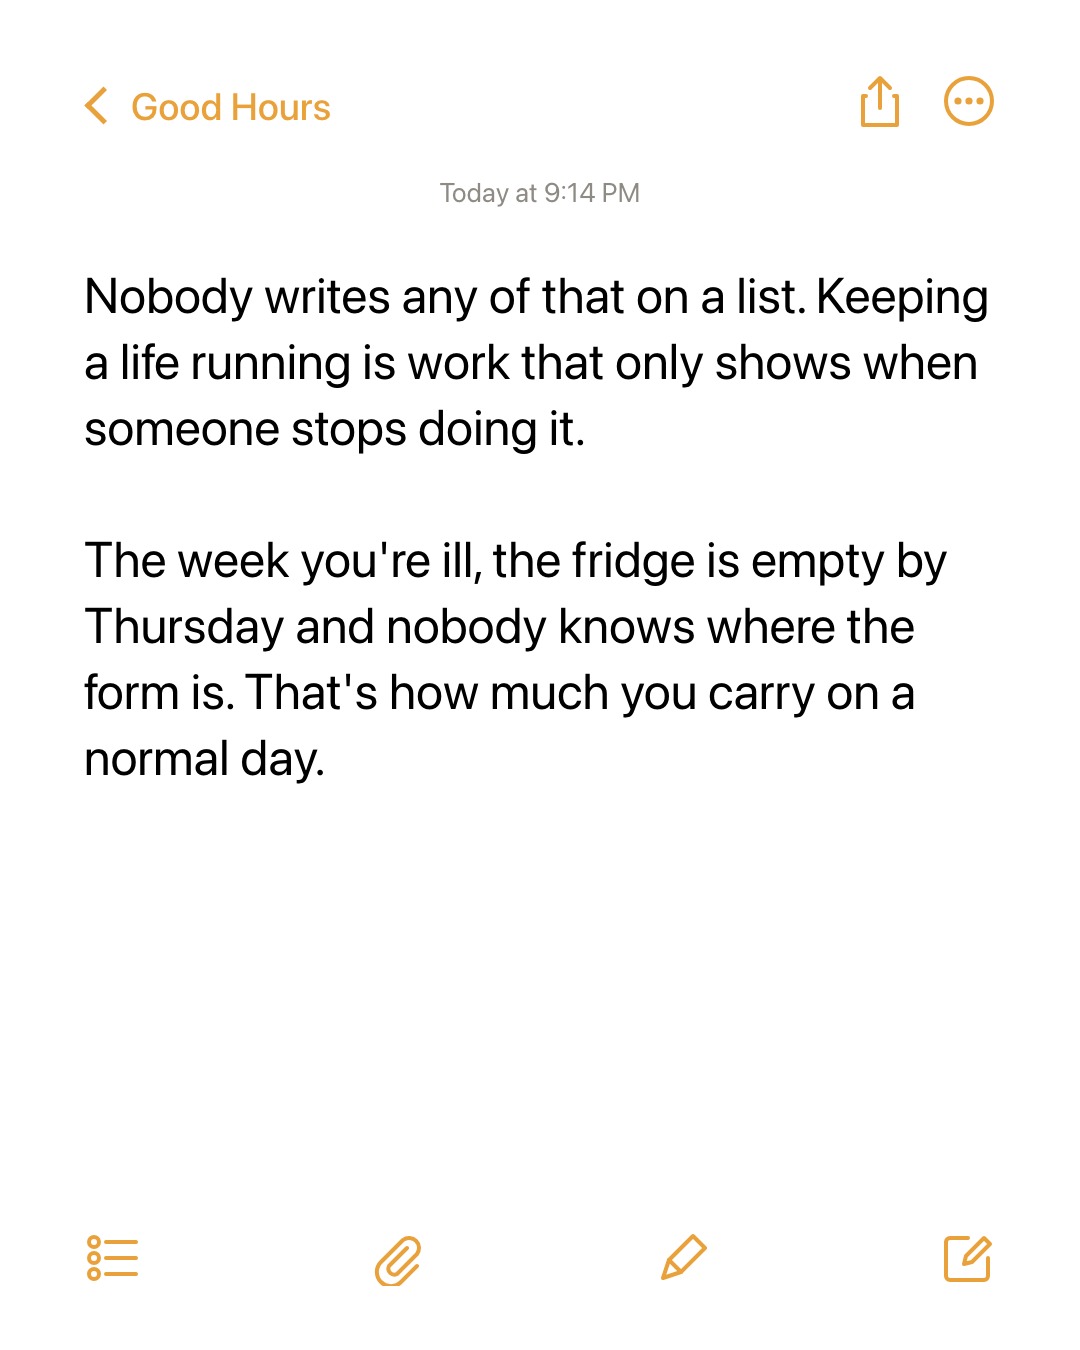 Good Hours
Today at 9:14 PM
Nobody writes any of that on a list. Keeping
a life running is work that only shows when
someone stops doing it.
The week you're ill, the fridge is empty by
Thursday and nobody knows where the
form is. That's how much you carry on a
normal day.